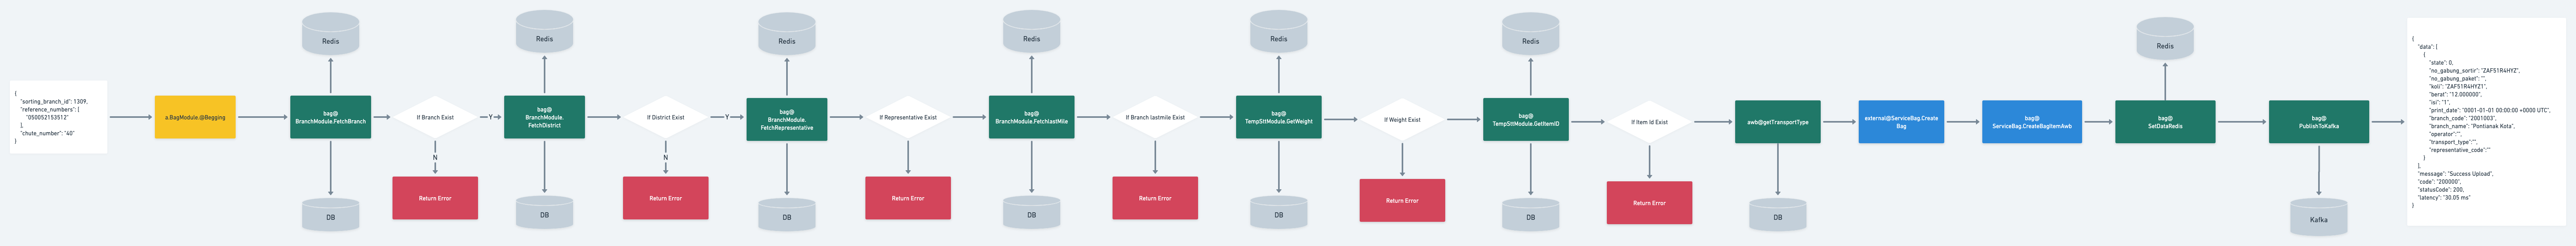 {
"sorting_branch_id": 1309,
"reference_numbers": [
"050052153512"
],
"chute_number": "40"
}
a.BagModule.@Begging
Redis
bag@
BranchModule.FetchBranch
DB
If Branch Exist
Y
N
Return Error
Redis
bag@
BranchModule.
FetchDistrict
DB
If District Exist
Y
N
Return Error
Redis
bag@
BranchModule.
FetchRepresentative
DB
If Representative Exist
Return Error
Redis
bag@
BranchModule.FetchlastMile
DB
If Branch lastmile Exist
Return Error
Redis
bag@
TempSttModule.GetWeight
DB
If Weight Exist
Return Error
Redis
bag@
TempSttModule.GetItemID
DB
If Item Id Exist
Return Error
awb@getTransportType
DB
external@ServiceBag.Create
Bag
bag@
ServiceBag.CreateBagItemAwb
Redis
bag@
SetDataRedis
bag@
PublishToKafka
Kafka
{
"data": [
{
"state": 0,
"no_gabung_sortir": "ZAF51R4HYZ",
"no_gabung_paket": "",
"koli": "ZAF51R4HYZ1",
"berat": "12.000000",
"isi": "1",
"print_date": "0001-01-01 00:00:00 +0000 UTC",
"branch_code": "2001003",
"branch_name": "Pontianak Kota",
"operator":"",
"transport_type":"",
"representative_code":""
}
],
"message": "Success Upload",
"code": "200000",
"statusCode": 200,
"latency": "30.05 ms"
}